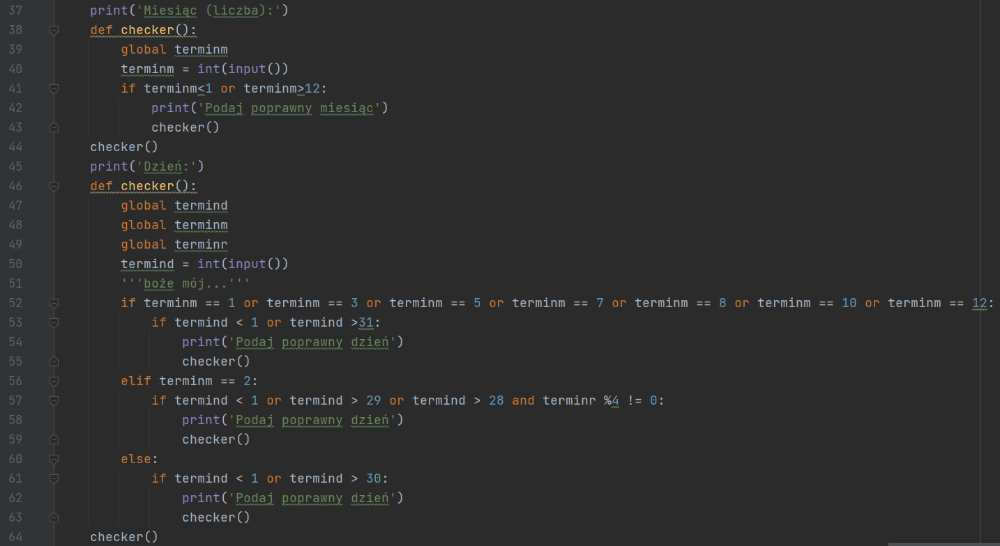 37 print('Miesiąc (liczba):')
38 def checker():
39 global terminm
40 terminm = int(input())
41 if terminm<1 or terminm>12:
42 print('Podaj poprawny miesiąc')
43 checker()
44 checker()
45 print('Dzień:')
46 def checker():
47 global termind
48 global terminm
49 global terminr
50 termind = int(input())
51 '''boże mój...'''
52 if terminm == 1 or terminm == 3 or terminm == 5 or terminm == 7 or terminm == 8 or terminm == 10 or terminm == 12:
53 if termind < 1 or termind >31:
54 print('Podaj poprawny dzień')
55 checker()
56 elif terminm == 2:
57 if termind < 1 or termind > 29 or termind > 28 and terminr %4 != 0:
58 print('Podaj poprawny dzień')
59 checker()
60 else:
61 if termind < 1 or termind > 30:
62 print('Podaj poprawny dzień')
63 checker()
64 checker()